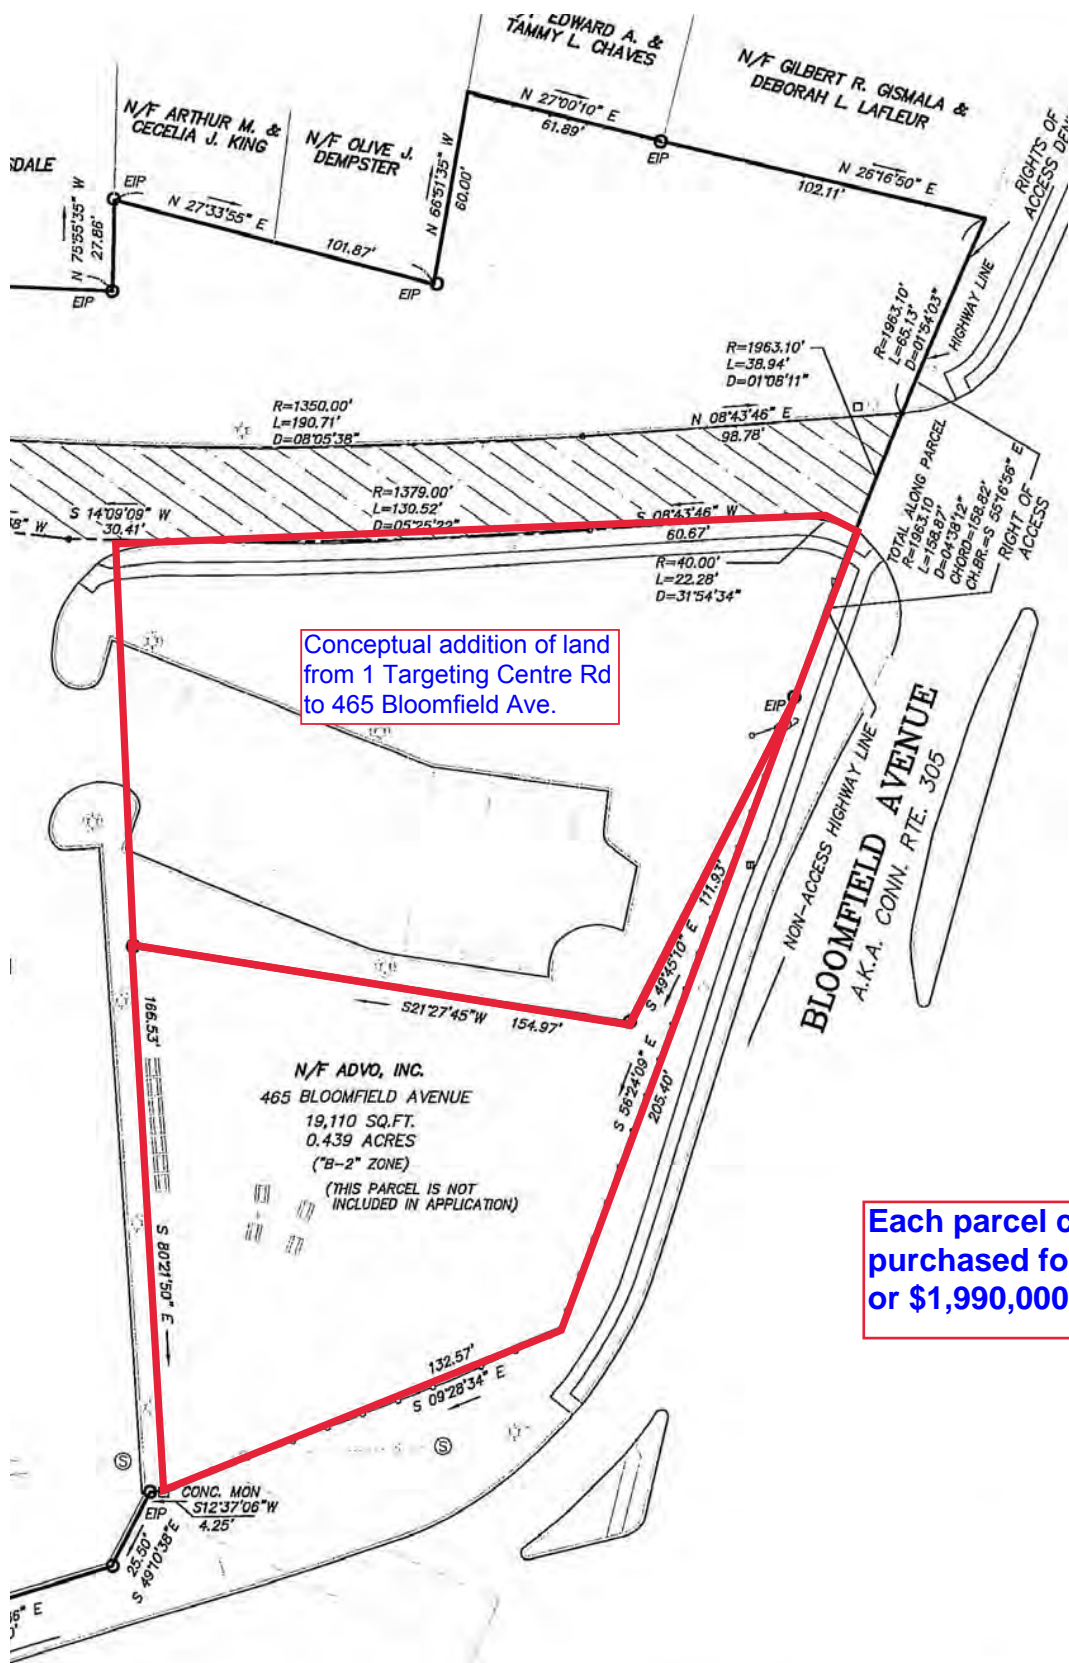 EDWARD A. &
TAMMY L. CHAVES
N/F GILBERT R. GISMALA &
DEBORAH L. LAFLEUR
N/F ARTHUR M. &
CECELIA J. KING
N/F OLIVE J.
DEMPSTER
SDALE
N 27°00'10" E
61.89'
EIP
N 26°16'50" E
102.11'
RIGHTS OF
ACCESS DEN
EIP
N 75°55'35" W
27.86'
EIP
N 27°33'55" E
101.87'
N 66°51'35" W
60.00'
EIP
R=1963.10'
L=65.13'
D=01°54'03"
HIGHWAY LINE
R=1963.10'
L=38.94'
D=01°08'11"
R=1350.00'
L=190.71'
D=08°05'38"
N 08°43'46" E
98.78'
R=1379.00'
L=130.52'
D=05°25'22"
S 14°09'09" W
30.41'
8" W
S 08°43'46" W
60.67'
R=40.00'
L=22.28'
D=31°54'34"
TOTAL ALONG PARCEL
R=1963.10
L=158.87'
D=04°38'12"
CHORD=158.82'
CH.BR.=S 55°16'56" E
RIGHT OF
ACCESS
Conceptual addition of land
from 1 Targeting Centre Rd
to 465 Bloomfield Ave.
EIP
NON-ACCESS HIGHWAY LINE
BLOOMFIELD AVENUE
A.K.A. CONN. RTE. 305
S 49°45'10" E 111.93'
S21°27'45"W 154.97'
166.53'
S 80°21'50" E
S 56°24'09" E
205.40'
N/F ADVO, INC.
465 BLOOMFIELD AVENUE
19,110 SQ.FT.
0.439 ACRES
("B-2" ZONE)
(THIS PARCEL IS NOT
INCLUDED IN APPLICATION)
Each parcel c
purchased fo
or $1,990,000
132.57'
S 09°28'34" E
S
S
CONC. MON
S12°37'06"W
4.25'
EIP
25.50'
S 49°10'38"E
6" E